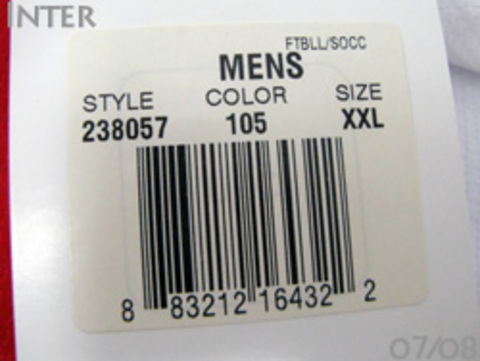 INTER
FTBLL/SOCC
MENS
STYLE COLOR SIZE
238057 105 XXL
8 83212 16432 2
07/08